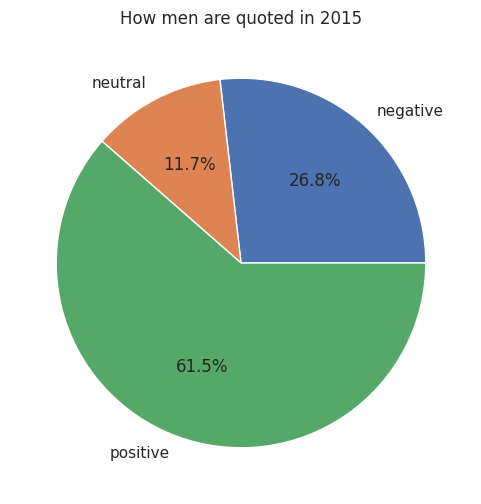 How men are quoted in 2015
neutral
negative
11.7%
26.8%
61.5%
positive